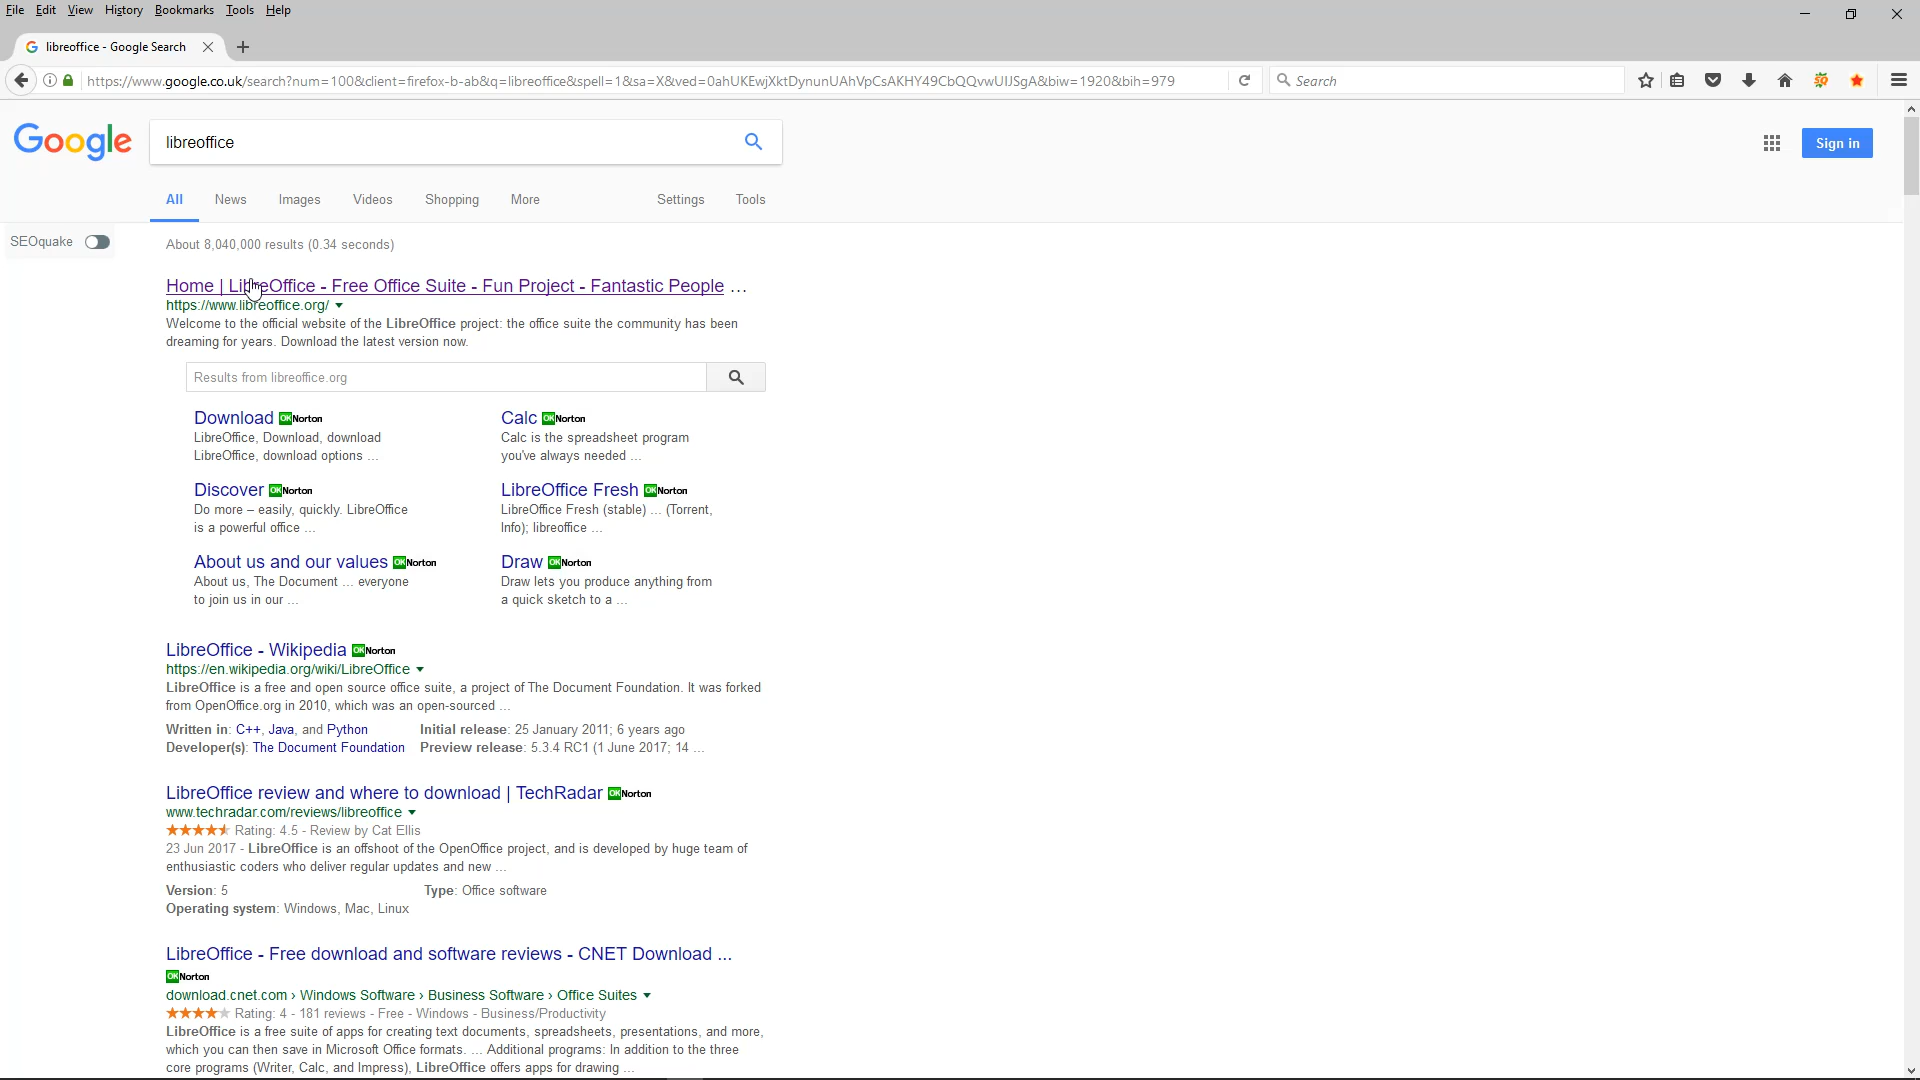 File Edit View History Bookmarks Tools Help
libreoffice - Google Search
https://www.google.co.uk/search?num=100&client=firefox-b-ab&q=libreoffice&spell=1&sa=X&ved=0ahUKEwjXktDynunUAhVpCsAKHY49CbQQvwUIJSgA&biw=1920&bih=979
Search
Google
libreoffice
Sign in
All News Images Videos Shopping More Settings Tools
SEOquake
About 8,040,000 results (0.34 seconds)
Home | LibreOffice - Free Office Suite - Fun Project - Fantastic People ...
https://www.libreoffice.org/
Welcome to the official website of the LibreOffice project: the office suite the community has been
dreaming for years. Download the latest version now.
Results from libreoffice.org
Download OK Norton
LibreOffice, Download, download
LibreOffice, download options ...
Calc OK Norton
Calc is the spreadsheet program
you've always needed ...
Discover OK Norton
Do more – easily, quickly. LibreOffice
is a powerful office ...
LibreOffice Fresh OK Norton
LibreOffice Fresh (stable) ... (Torrent,
Info); libreoffice ...
About us and our values OK Norton
About us, The Document ... everyone
to join us in our ...
Draw OK Norton
Draw lets you produce anything from
a quick sketch to a ...
LibreOffice - Wikipedia OK Norton
https://en.wikipedia.org/wiki/LibreOffice
LibreOffice is a free and open source office suite, a project of The Document Foundation. It was forked
from OpenOffice.org in 2010, which was an open-sourced ...
Written in: C++, Java, and Python Initial release: 25 January 2011; 6 years ago
Developer(s): The Document Foundation Preview release: 5.3.4 RC1 (1 June 2017; 14 ...
LibreOffice review and where to download | TechRadar OK Norton
www.techradar.com/reviews/libreoffice
Rating: 4.5 - Review by Cat Ellis
23 Jun 2017 - LibreOffice is an offshoot of the OpenOffice project, and is developed by huge team of
enthusiastic coders who deliver regular updates and new ...
Version: 5 Type: Office software
Operating system: Windows, Mac, Linux
LibreOffice - Free download and software reviews - CNET Download ...
OK Norton
download.cnet.com › Windows Software › Business Software › Office Suites
Rating: 4 - 181 reviews - Free - Windows - Business/Productivity
LibreOffice is a free suite of apps for creating text documents, spreadsheets, presentations, and more,
which you can then save in Microsoft Office formats. ... Additional programs: In addition to the three
core programs (Writer, Calc, and Impress), LibreOffice offers apps for drawing ...